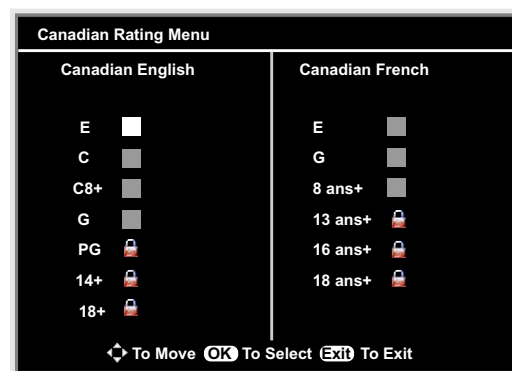 Canadian Rating Menu
Canadian English
E
C
C8+
G
PG
14+
18+
Canadian French
E
G
8 ans+
13 ans+
16 ans+
18 ans+
To Move OK To Select Exit To Exit